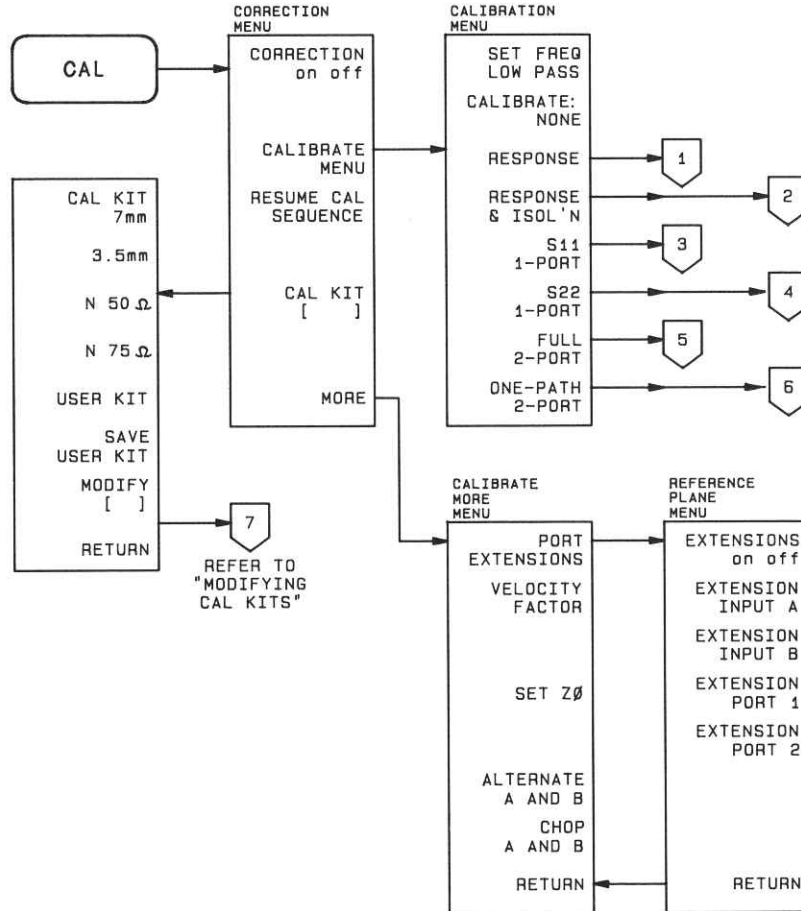 CORRECTION
MENU
CALIBRATION
MENU
CAL
CORRECTION
on off
CALIBRATE
MENU
RESUME CAL
SEQUENCE
CAL KIT
[ ]
MORE
SET FREQ
LOW PASS
CALIBRATE:
NONE
RESPONSE
RESPONSE
& ISOL'N
S11
1-PORT
S22
1-PORT
FULL
2-PORT
ONE-PATH
2-PORT
1
2
3
4
5
6
CAL KIT
7mm
3.5mm
N 50 Ω
N 75 Ω
USER KIT
SAVE
USER KIT
MODIFY
[ ]
RETURN
7
REFER TO
"MODIFYING
CAL KITS"
CALIBRATE
MORE
MENU
PORT
EXTENSIONS
VELOCITY
FACTOR
SET ZØ
ALTERNATE
A AND B
CHOP
A AND B
RETURN
REFERENCE
PLANE
MENU
EXTENSIONS
on off
EXTENSION
INPUT A
EXTENSION
INPUT B
EXTENSION
PORT 1
EXTENSION
PORT 2
RETURN